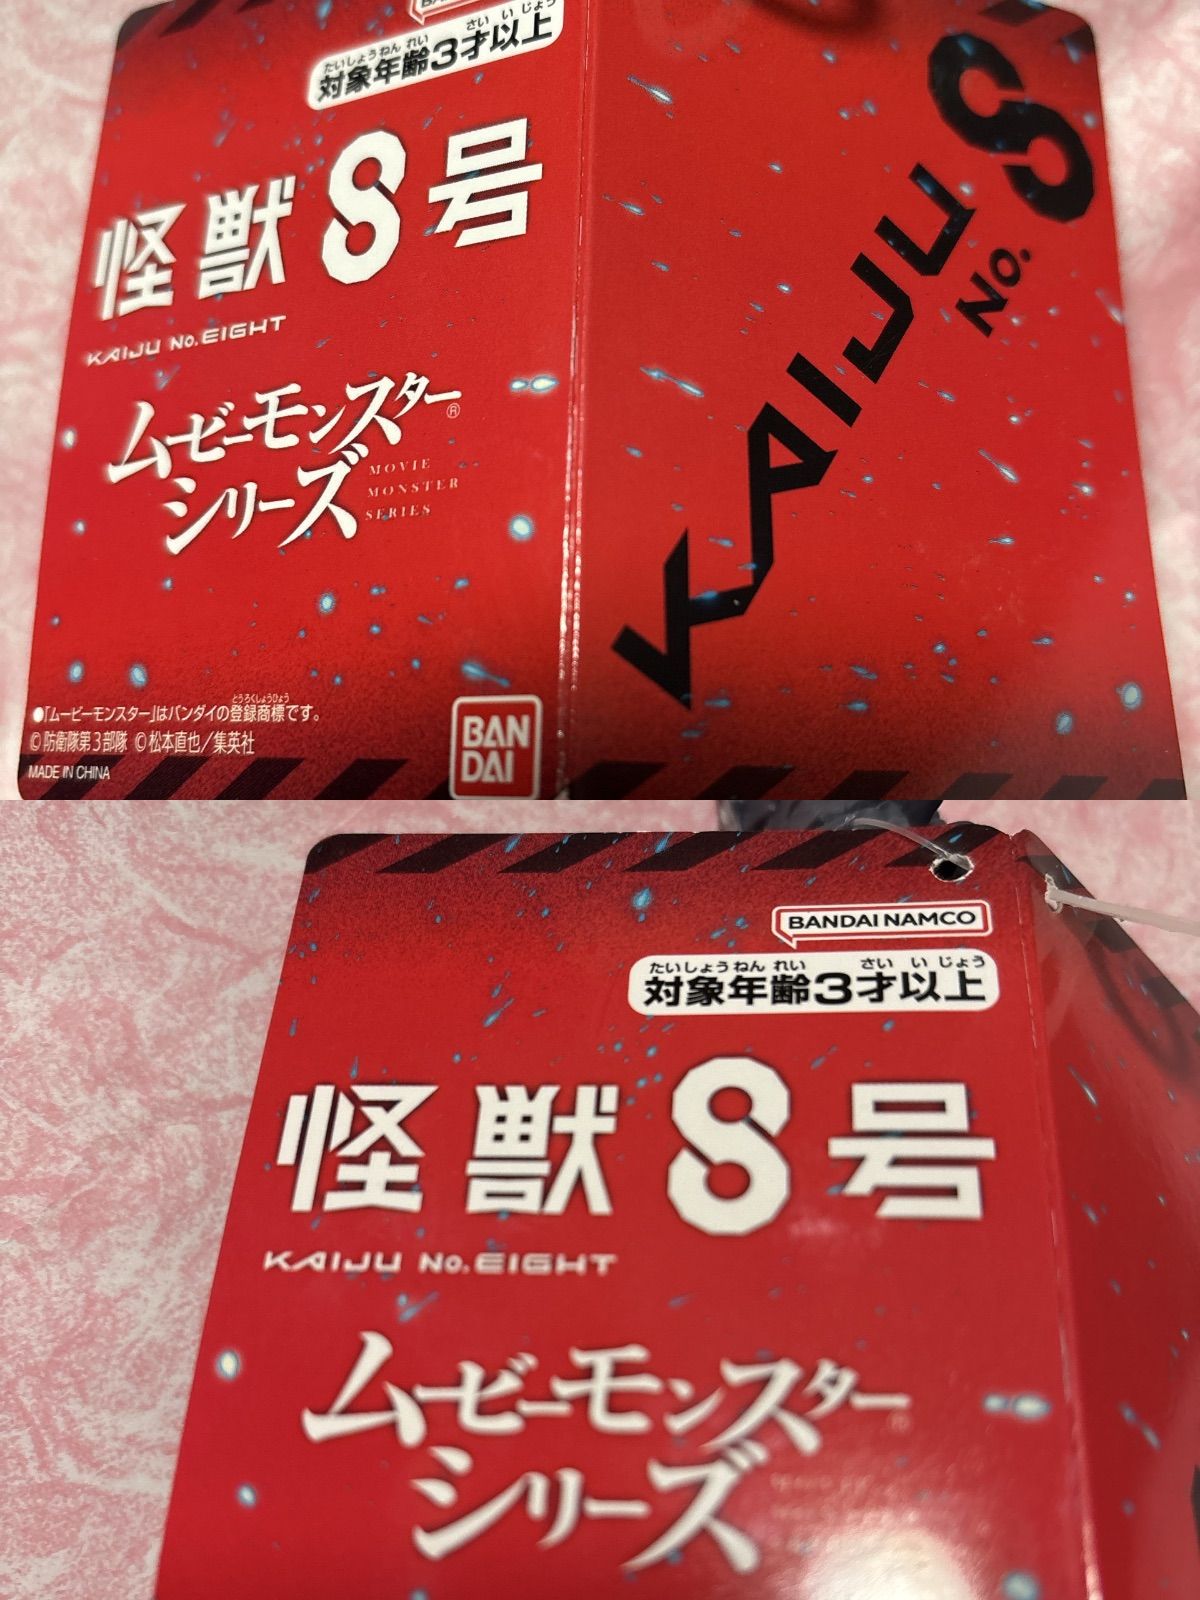 たいしょうねんれい さいいじょう
対象年齢3才以上
怪獣8号
KAIJU No.EIGHT
ムービーモンスター®
シリーズ
MOVIE
MONSTER
SERIES
とうろくしょうひょう
●「ムービーモンスター」はバンダイの登録商標です。
©防衛隊第3部隊 ©松本直也/集英社
MADE IN CHINA
BAN
DAI
KAIJU
No.
8
BANDAI NAMCO
たいしょうねんれい さいいじょう
対象年齢3才以上
怪獣8号
KAIJU No.EIGHT
ムービーモンスター®
シリーズ